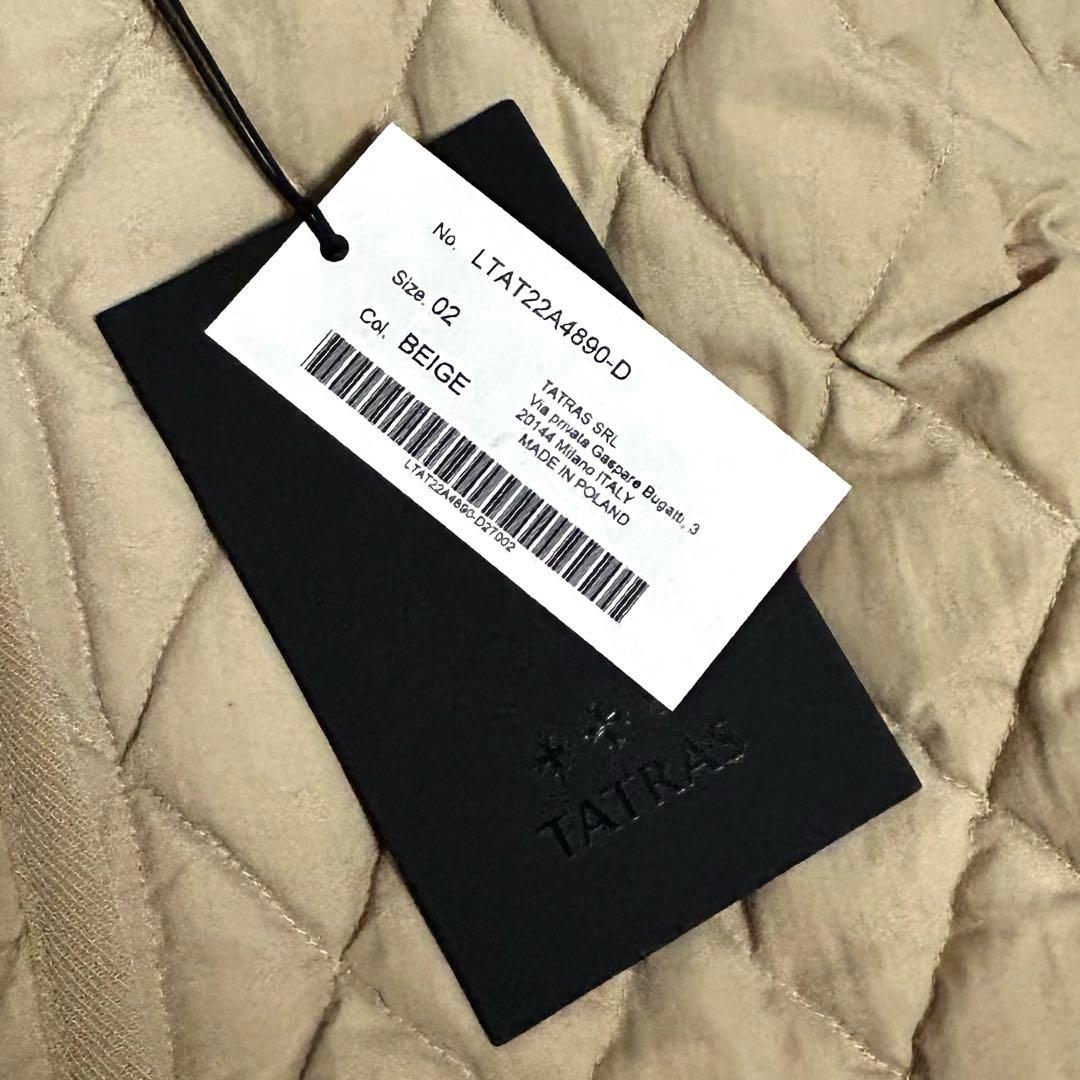 No. LTAT22A4890-D
Size. 02
Col. BEIGE
TATRAS SRL
Via privata Gaspare Bugatti, 3
20144 Milano ITALY
MADE IN POLAND
LTAT22A4890-D27002
TATRAS